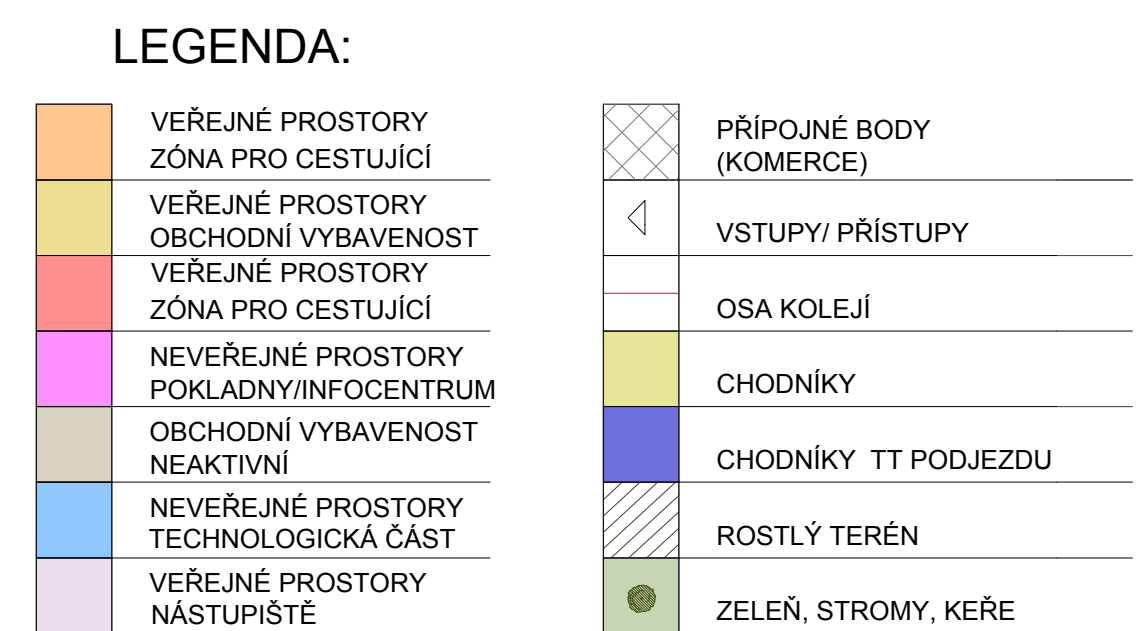 LEGENDA:
VEŘEJNÉ PROSTORY
ZÓNA PRO CESTUJÍCÍ
VEŘEJNÉ PROSTORY
OBCHODNÍ VYBAVENOST
VEŘEJNÉ PROSTORY
ZÓNA PRO CESTUJÍCÍ
NEVEŘEJNÉ PROSTORY
POKLADNY/INFOCENTRUM
OBCHODNÍ VYBAVENOST
NEAKTIVNÍ
NEVEŘEJNÉ PROSTORY
TECHNOLOGICKÁ ČÁST
VEŘEJNÉ PROSTORY
NÁSTUPIŠTĚ
PŘÍPOJNÉ BODY
(KOMERCE)
VSTUPY/ PŘÍSTUPY
OSA KOLEJÍ
CHODNÍKY
CHODNÍKY TT PODJEZDU
ROSTLÝ TERÉN
ZELEŇ, STROMY, KEŘE